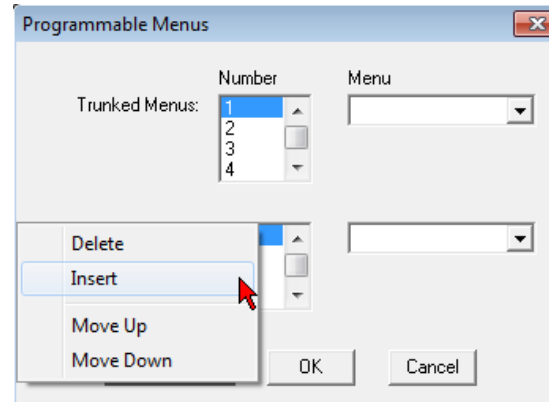 Programmable Menus
Number Menu
Trunked Menus: 1
2
3
4
Delete
Insert
Move Up
Move Down
OK Cancel